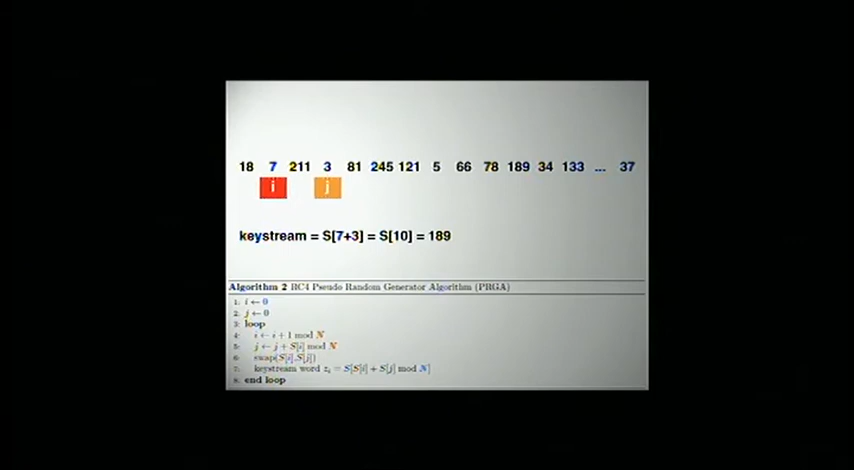 18 7 211 3 81 245 121 5 66 78 189 34 133 ... 37
i j
keystream = S[7+3] = S[10] = 189
Algorithm 2 RC4 Pseudo Random Generator Algorithm (PRGA)
1: i ← 0
2: j ← 0
3: loop
4: i ← i + 1 mod N
5: j ← j + S[i] mod N
6: swap(S[i],S[j])
7: keystream word zᵢ = S[S[i] + S[j] mod N]
8: end loop